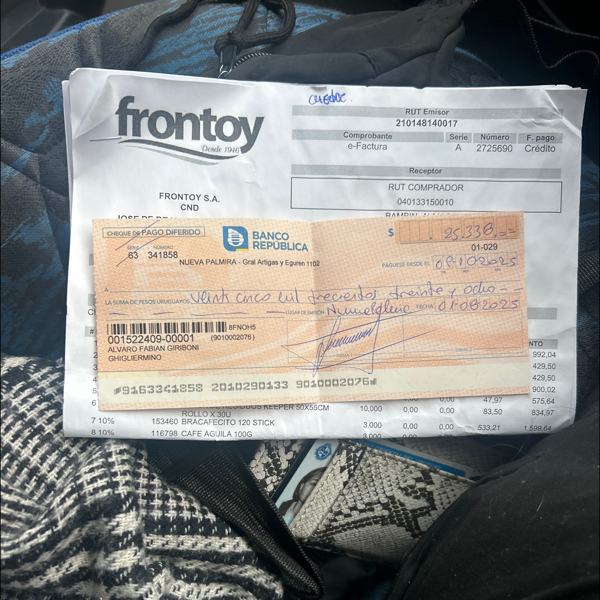 cheque.
frontoy
Desde 1946
RUT Emisor
210148140017
Comprobante Serie Número F. pago
e-Factura A 2725690 Crédito
Receptor
RUT COMPRADOR
040133150010
FRONTOY S.A.
CND
CHEQUE DE PAGO DIFERIDO
SERIE NÚMERO
63 341858
BANCO
REPÚBLICA
NUEVA PALMIRA - Gral Artigas y Eguren 1102
$ 25.338,==
01-029
PAGUESE DESDE EL 08/10/2025
A
LA SUMA DE PESOS URUGUAYOS Veinticinco mil trecientos treinta y ocho --
LUGAR DE EMISIÓN FECHA 01-08/2025
8FNOH5
001522409-00001 (9010002076)
ALVARO FABIAN GIRIBONI
GHIGLIERMINO
9163341858 2010290133 9010002076
992,04
429,50
429,50
900,02
KEEPER 50X55CM 47,97 575,64
ROLLO X 30U 10,000 0,00 0,00 83,50 834,97
7 10% 153460 BRACAFECITO 120 STICK 3,000 0,00 0,00 533,21 1.599,64
8 10% 116798 CAFE AGUILA 100G